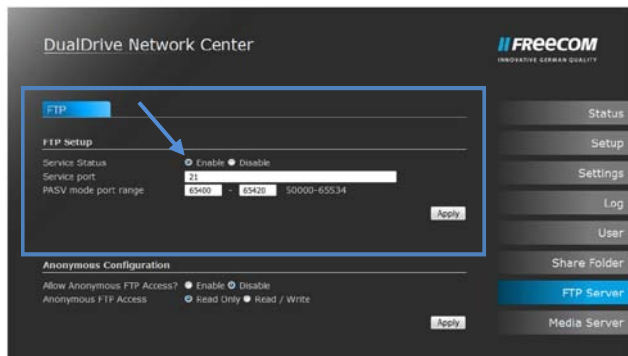 DualDrive Network Center
FREECOM
INNOVATIVE GERMAN QUALITY
FTP
FTP Setup
Service Status Enable Disable
Service port 21
PASV mode port range 65400 - 65420 50000-65534
Apply
Anonymous Configuration
Allow Anonymous FTP Access? Enable Disable
Anonymous FTP Access Read Only Read / Write
Apply
Status
Setup
Settings
Log
User
Share Folder
FTP Server
Media Server